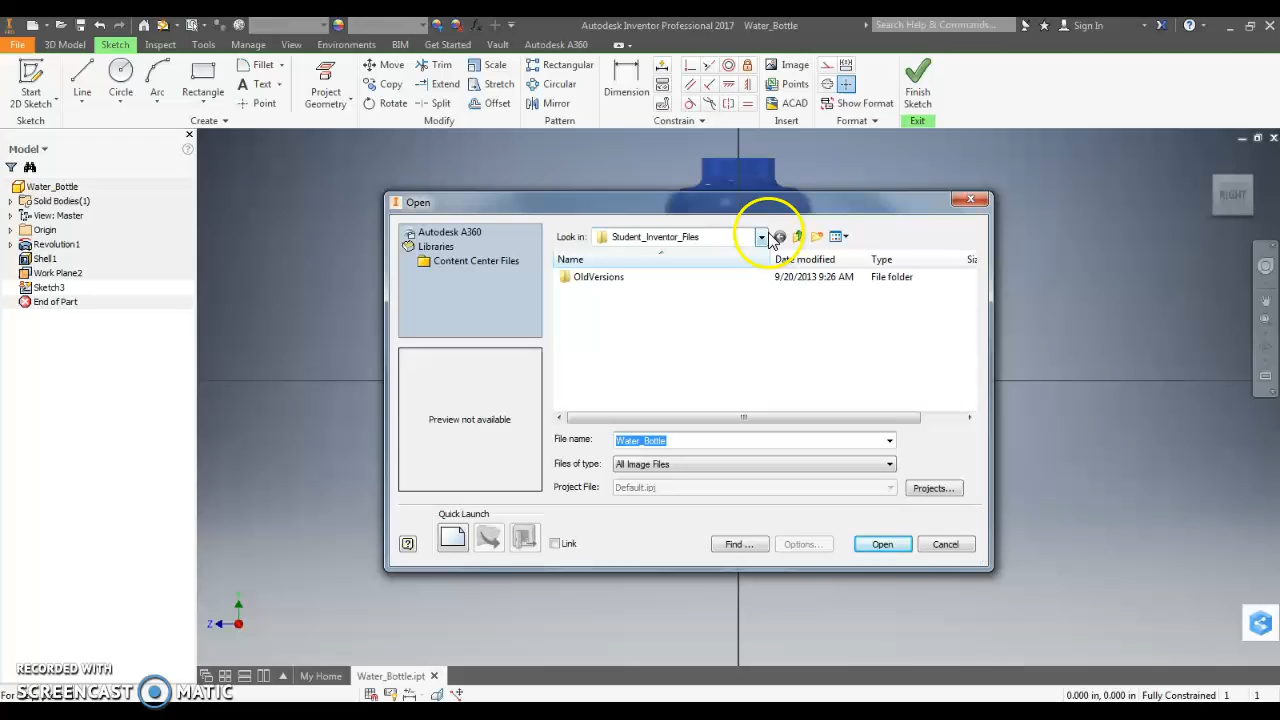 Autodesk Inventor Professional 2017 Water_Bottle
Search Help & Commands...
Sign In
File 3D Model Sketch Inspect Tools Manage View Environments BIM Get Started Vault Autodesk A360
Start 2D Sketch
Line
Circle
Arc
Rectangle
Fillet
Text
Point
Project Geometry
Move
Copy
Rotate
Trim
Extend
Split
Scale
Stretch
Offset
Rectangular
Circular
Mirror
Dimension
Image
Points
ACAD
Show Format
Finish Sketch
Sketch Create Modify Pattern Constrain Insert Format Exit
Model
Water_Bottle
Solid Bodies(1)
View: Master
Origin
Revolution1
Shell1
Work Plane2
Sketch3
End of Part
RIGHT
Open
Autodesk A360
Libraries
Content Center Files
Look in: Student_Inventor_Files
Name Date modified Type Siz
OldVersions 9/20/2013 9:26 AM File folder
Preview not available
File name: Water_Bottle
Files of type: All Image Files
Project File: Default.ipj
Projects...
Quick Launch
Link
Find ...
Options...
Open
Cancel
Z
My Home
Water_Bottle.ipt
RECORDED WITH
SCREENCAST MATIC
For
0.000 in, 0.000 in Fully Constrained 1 1